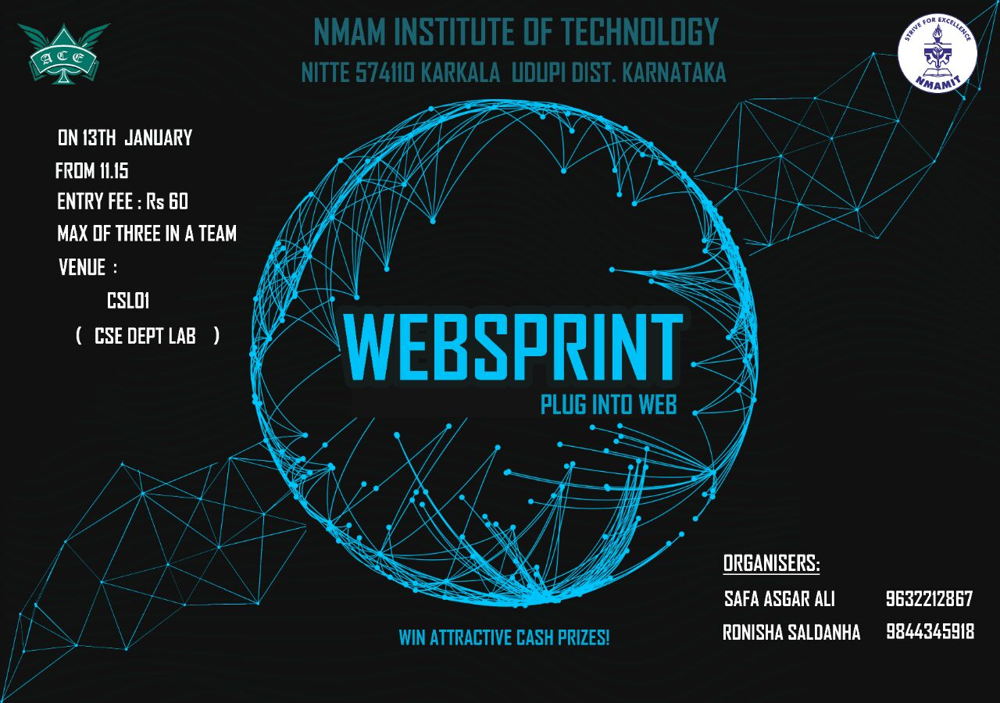 NMAM INSTITUTE OF TECHNOLOGY
NITTE 574110 KARKALA UDUPI DIST. KARNATAKA
ACE
STRIVE FOR EXCELLENCE
NMAMIT
ON 13TH JANUARY
FROM 11.15
ENTRY FEE : Rs 60
MAX OF THREE IN A TEAM
VENUE :
CSL01
( CSE DEPT LAB )
WEBSPRINT
PLUG INTO WEB
WIN ATTRACTIVE CASH PRIZES!
ORGANISERS:
SAFA ASGAR ALI 9632212867
RONISHA SALDANHA 9844345918